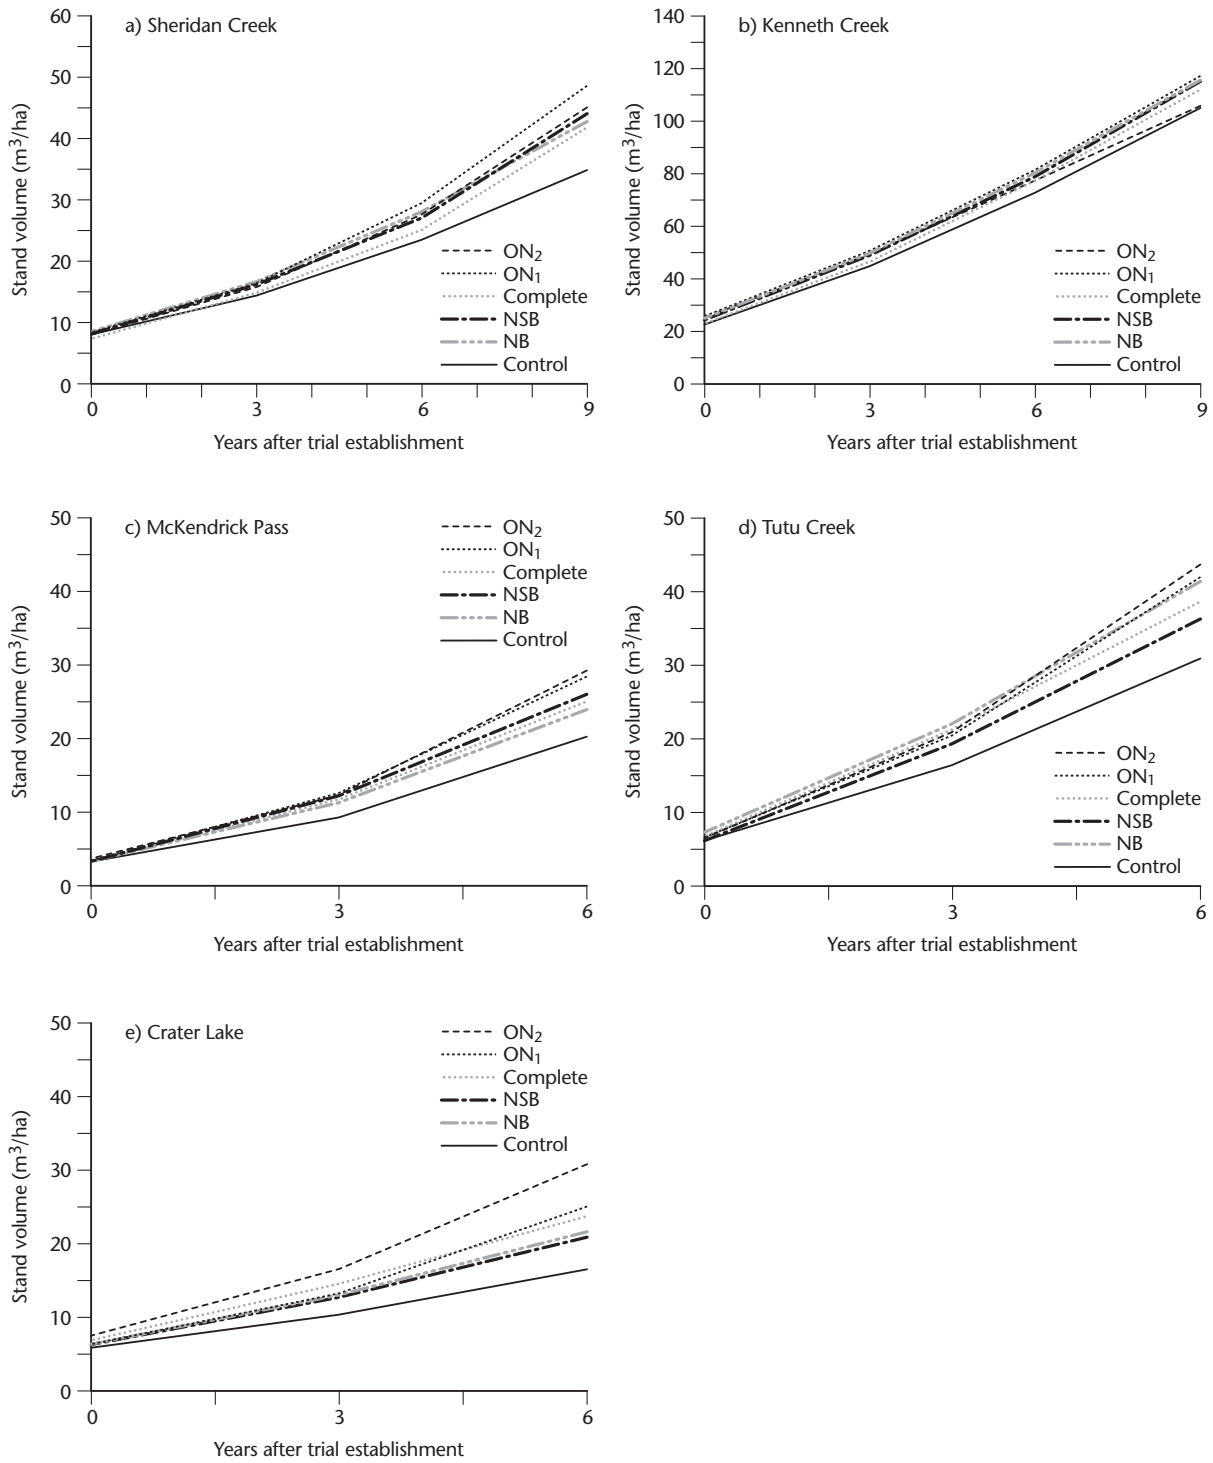 a) Sheridan Creek
60
50
40
30
20
10
0
Stand volume (m³/ha)
ON₂
ON₁
Complete
NSB
NB
Control
0 3 6 9
Years after trial establishment
b) Kenneth Creek
140
120
100
80
60
40
20
0
Stand volume (m³/ha)
ON₂
ON₁
Complete
NSB
NB
Control
0 3 6 9
Years after trial establishment
c) McKendrick Pass
50
40
30
20
10
0
Stand volume (m³/ha)
ON₂
ON₁
Complete
NSB
NB
Control
0 3 6
Years after trial establishment
d) Tutu Creek
50
40
30
20
10
0
Stand volume (m³/ha)
ON₂
ON₁
Complete
NSB
NB
Control
0 3 6
Years after trial establishment
e) Crater Lake
50
40
30
20
10
0
Stand volume (m³/ha)
ON₂
ON₁
Complete
NSB
NB
Control
0 3 6
Years after trial establishment